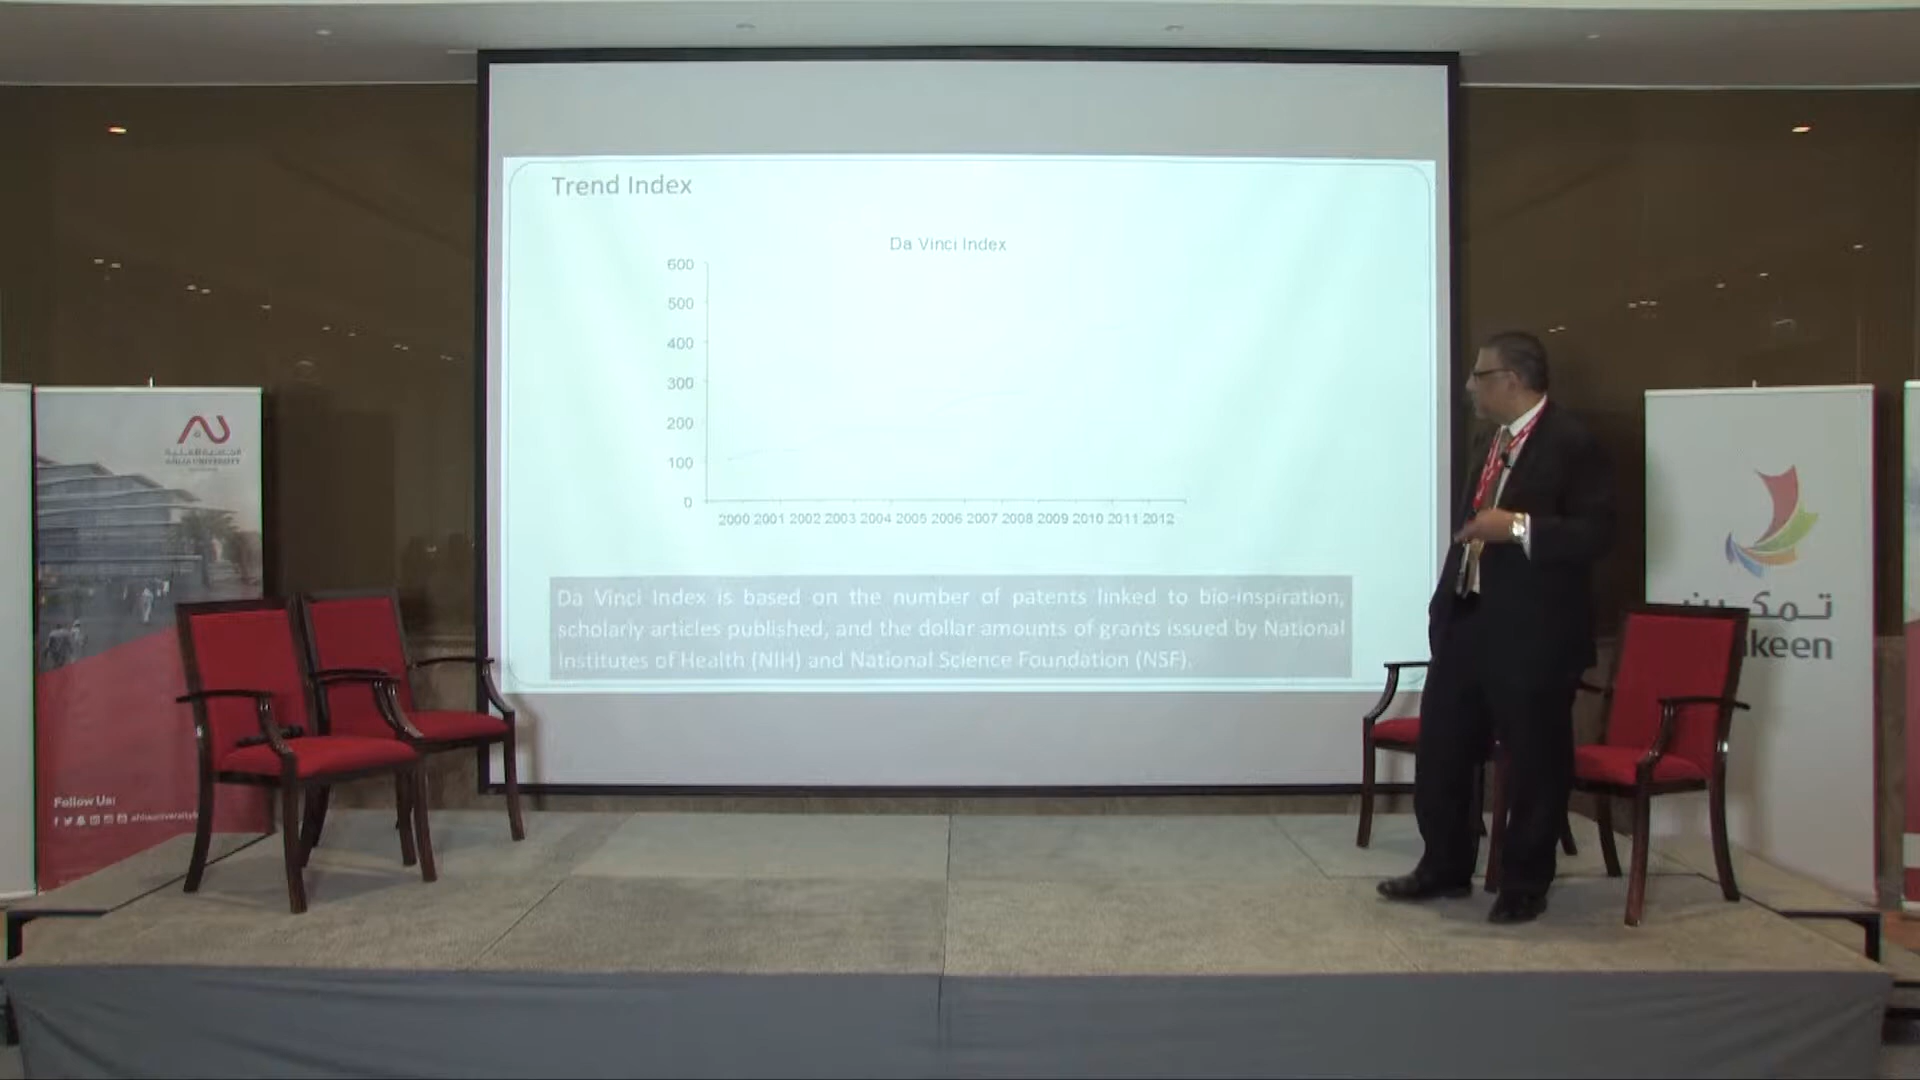 Trend Index
Da Vinci Index
600
500
400
300
200
100
0
2000 2001 2002 2003 2004 2005 2006 2007 2008 2009 2010 2011 2012
Da Vinci Index is based on the number of patents linked to bio-inspiration,
scholarly articles published, and the dollar amounts of grants issued by National
Institutes of Health (NIH) and National Science Foundation (NSF).
AHLIA UNIVERSITY
Follow Us:
keen